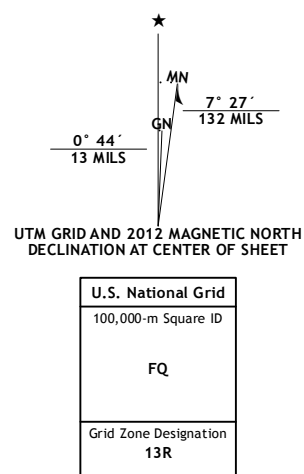 ★
MN
7° 27´
132 MILS
GN
0° 44´
13 MILS
UTM GRID AND 2012 MAGNETIC NORTH
DECLINATION AT CENTER OF SHEET
U.S. National Grid
100,000-m Square ID
FQ
Grid Zone Designation
13R